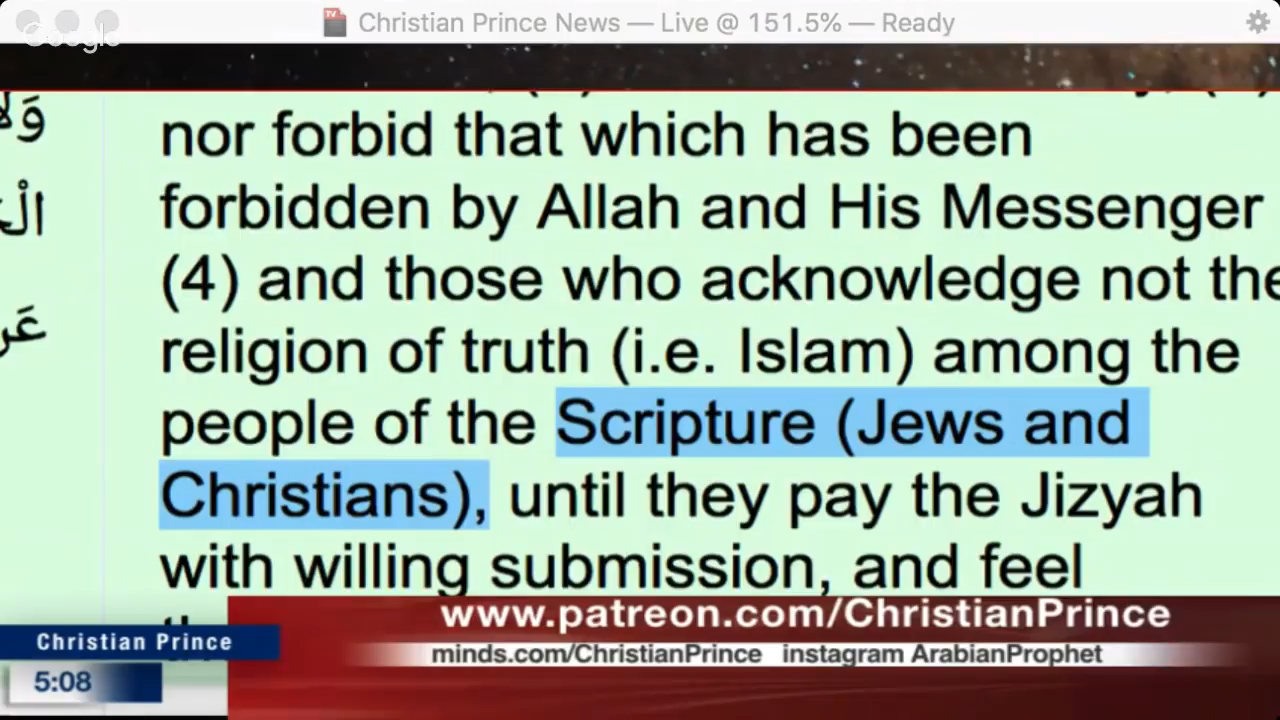 Christian Prince News — Live @ 151.5% — Ready
Google
nor forbid that which has been
forbidden by Allah and His Messenger
(4) and those who acknowledge not the
religion of truth (i.e. Islam) among the
people of the Scripture (Jews and
Christians), until they pay the Jizyah
with willing submission, and feel
www.patreon.com/ChristianPrince
Christian Prince
minds.com/ChristianPrince instagram ArabianProphet
5:08